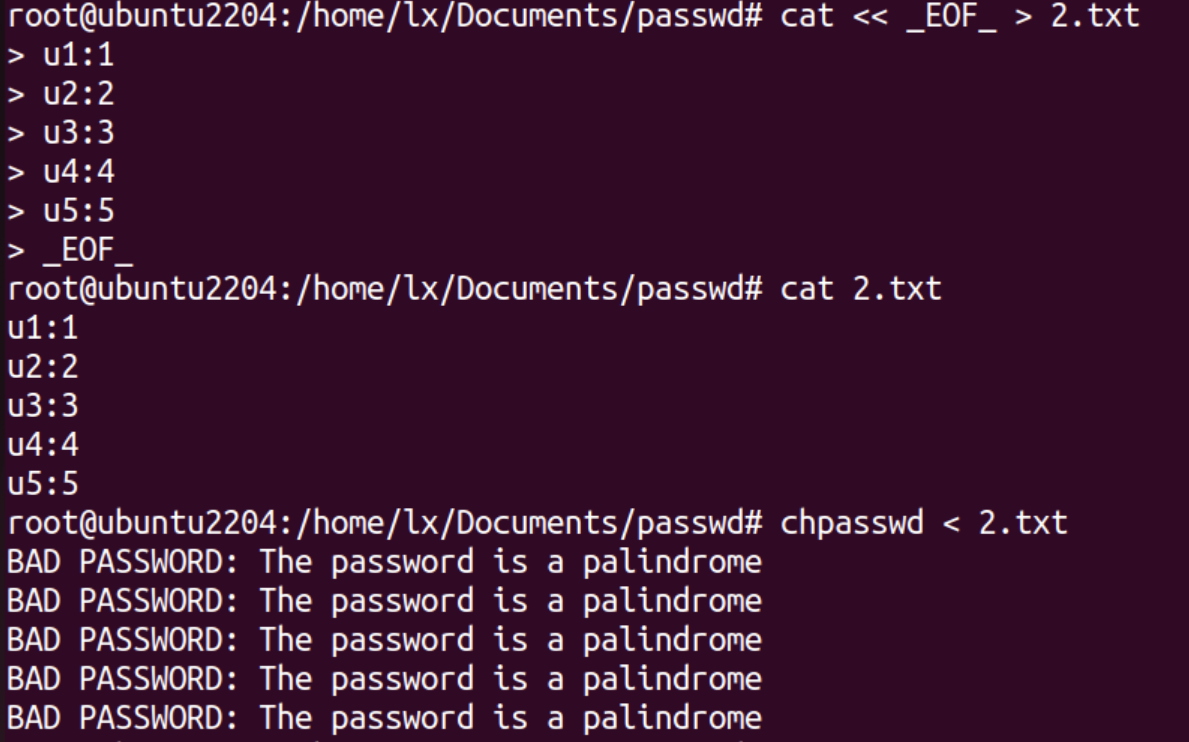 root@ubuntu2204:/home/lx/Documents/passwd# cat << _EOF_ > 2.txt
> u1:1
> u2:2
> u3:3
> u4:4
> u5:5
> _EOF_
root@ubuntu2204:/home/lx/Documents/passwd# cat 2.txt
u1:1
u2:2
u3:3
u4:4
u5:5
root@ubuntu2204:/home/lx/Documents/passwd# chpasswd < 2.txt
BAD PASSWORD: The password is a palindrome
BAD PASSWORD: The password is a palindrome
BAD PASSWORD: The password is a palindrome
BAD PASSWORD: The password is a palindrome
BAD PASSWORD: The password is a palindrome